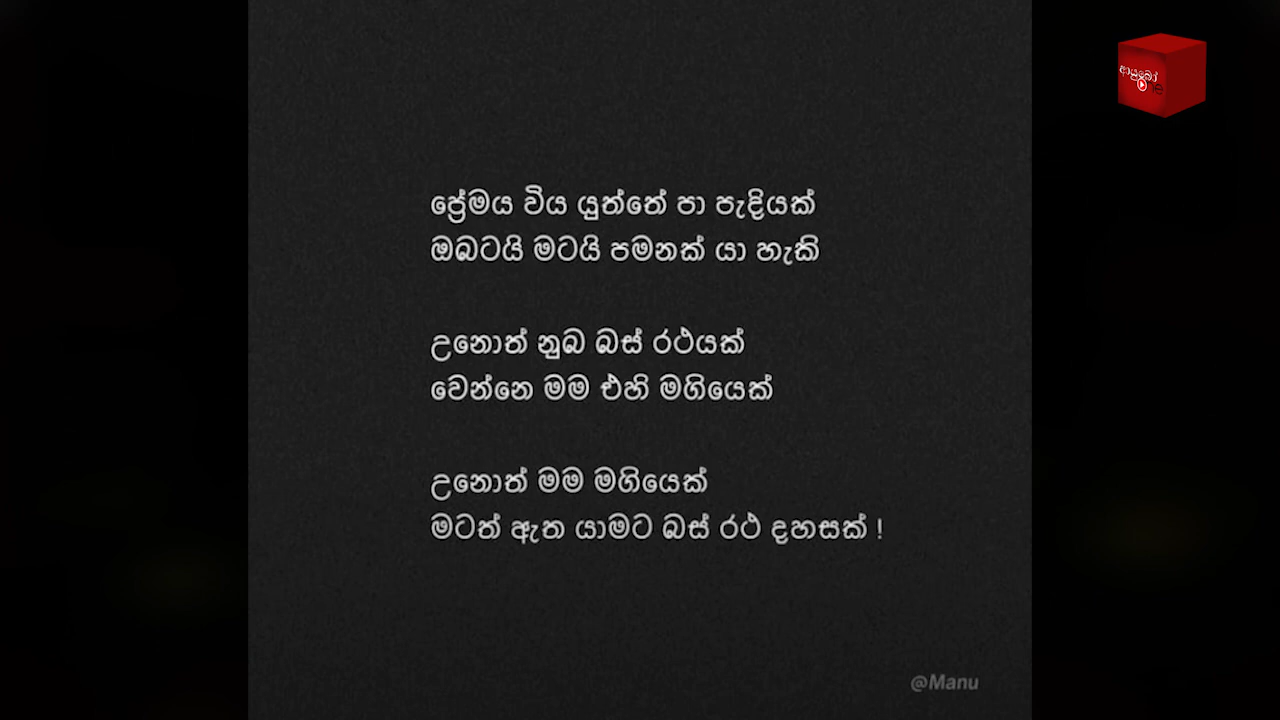 ප්‍රේමය විය යුත්තේ පා පැදියක්
ඔබටයි මටයි පමනක් යා හැකි
උනොත් නුබ බස් රථයක්
වෙන්නෙ මම එහි මගියෙක්
උනොත් මම මගියෙක්
මටත් ඇත යාමට බස් රථ දහසක් !
@Manu
ආයුබෝ